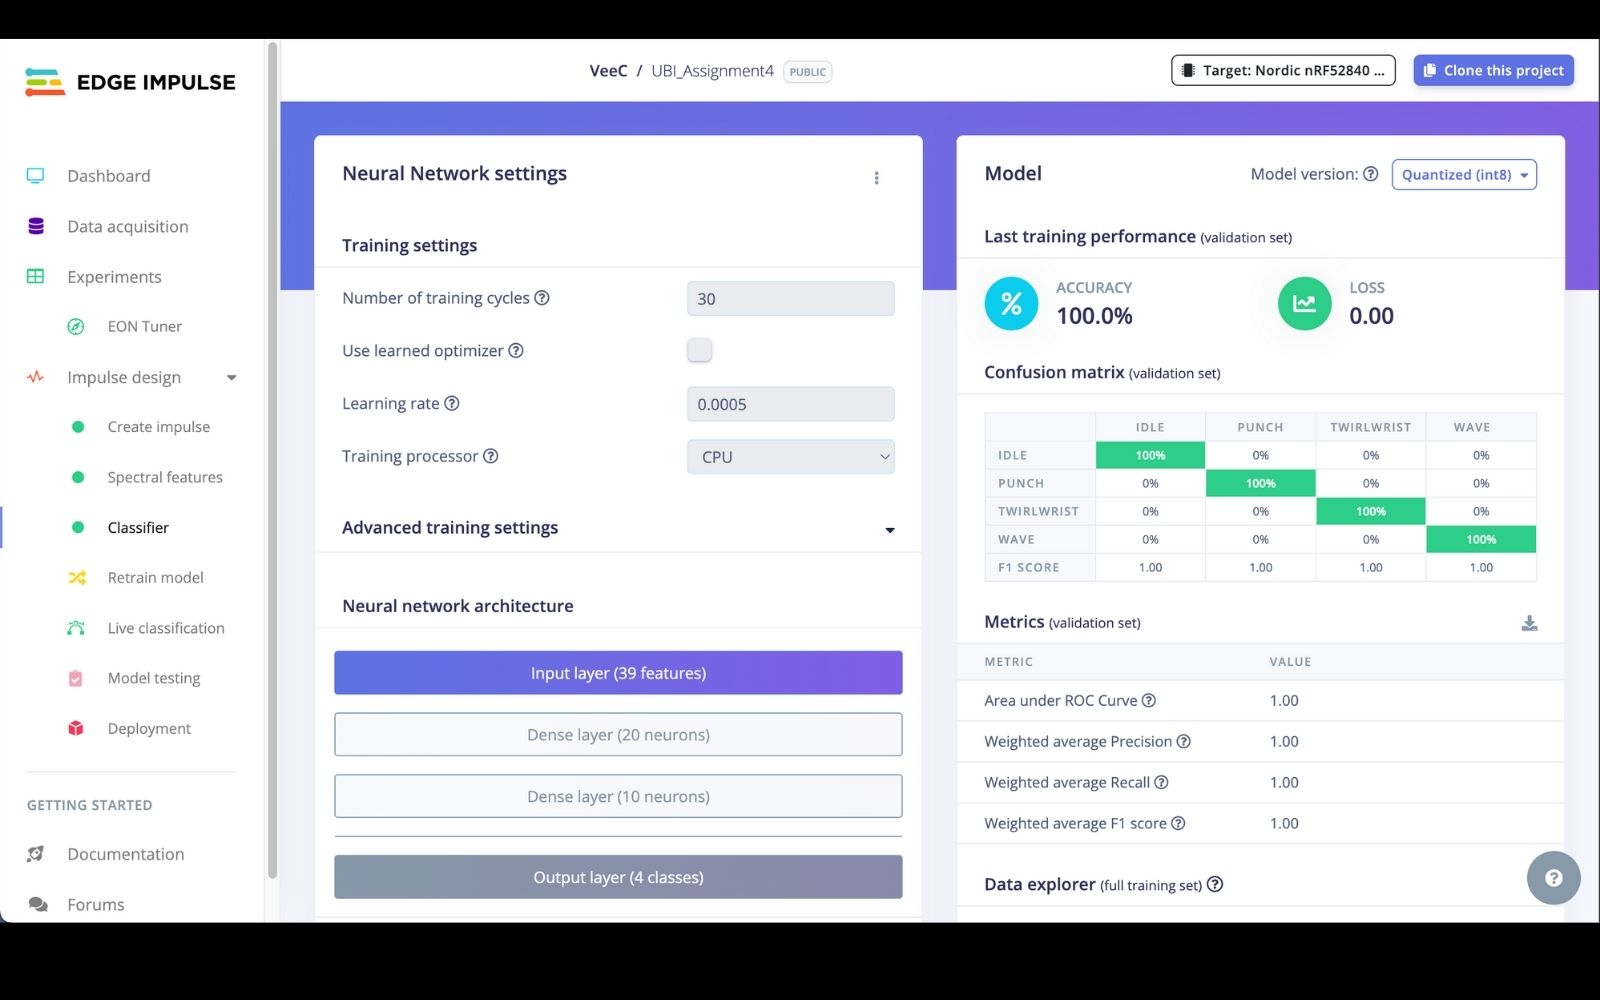 EDGE IMPULSE
Dashboard
Data acquisition
Experiments
EON Tuner
Impulse design
Create impulse
Spectral features
Classifier
Retrain model
Live classification
Model testing
Deployment
GETTING STARTED
Documentation
Forums
VeeC / UBI_Assignment4 PUBLIC
Target: Nordic nRF52840 ...
Clone this project
Neural Network settings
Training settings
Number of training cycles ? 30
Use learned optimizer ?
Learning rate ? 0.0005
Training processor ? CPU
Advanced training settings
Neural network architecture
Input layer (39 features)
Dense layer (20 neurons)
Dense layer (10 neurons)
Output layer (4 classes)
Model
Model version: ? Quantized (int8)
Last training performance (validation set)
% ACCURACY
100.0%
LOSS
0.00
Confusion matrix (validation set)
IDLE PUNCH TWIRLWRIST WAVE
IDLE 100% 0% 0% 0%
PUNCH 0% 100% 0% 0%
TWIRLWRIST 0% 0% 100% 0%
WAVE 0% 0% 0% 100%
F1 SCORE 1.00 1.00 1.00 1.00
Metrics (validation set)
METRIC VALUE
Area under ROC Curve ? 1.00
Weighted average Precision ? 1.00
Weighted average Recall ? 1.00
Weighted average F1 score ? 1.00
Data explorer (full training set) ?
?